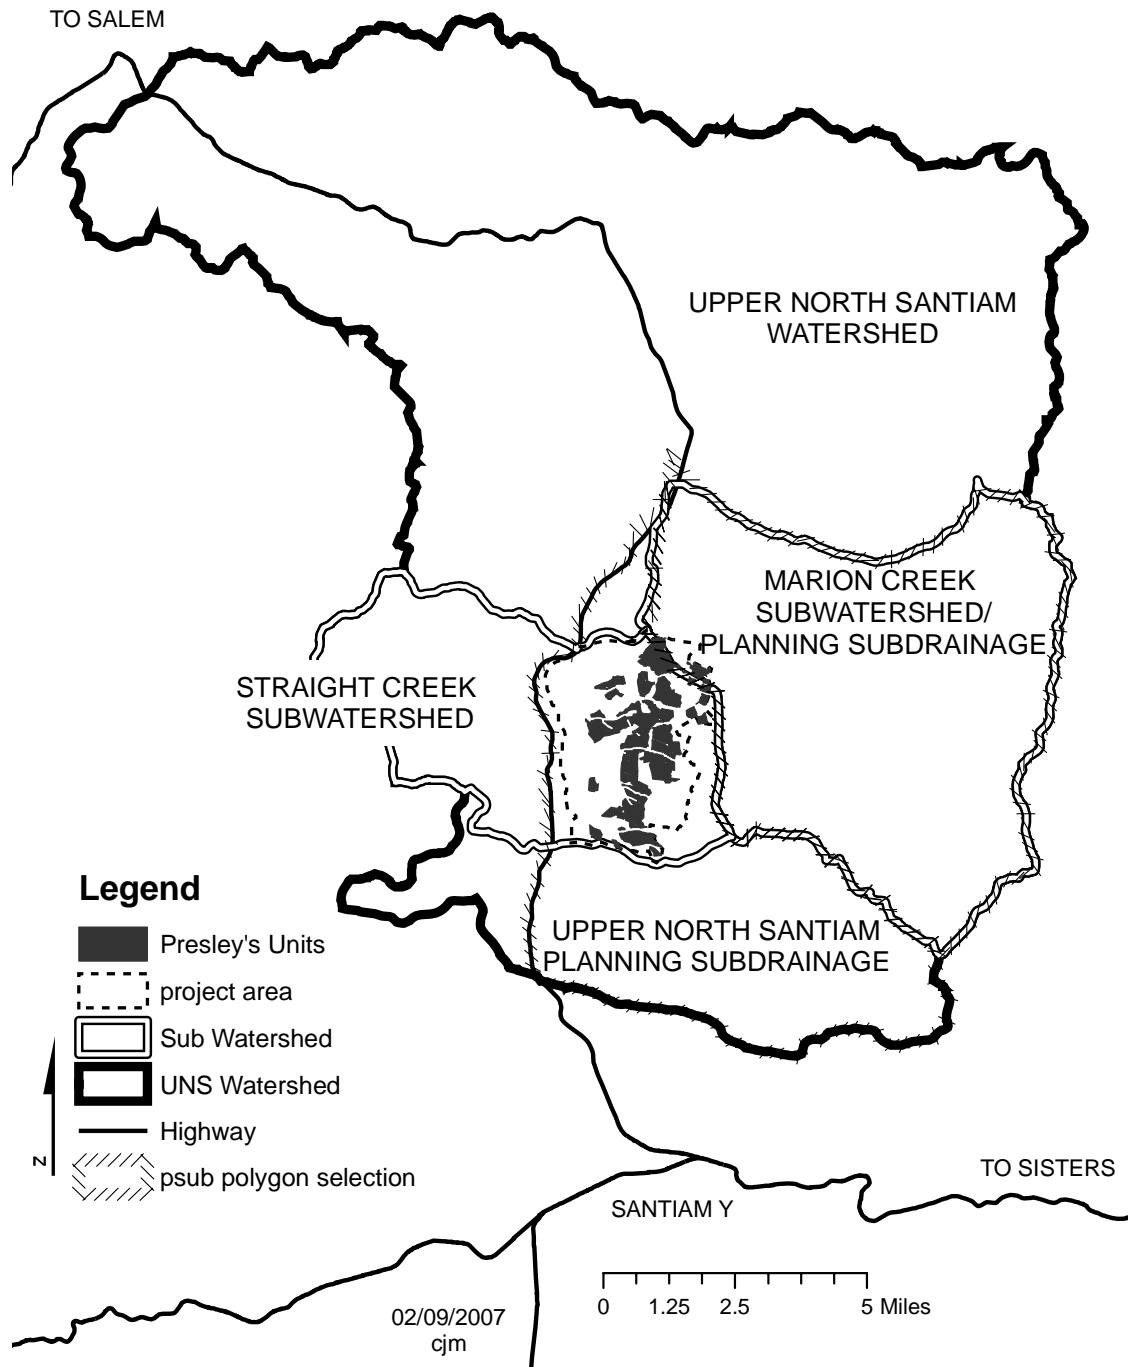 TO SALEM
UPPER NORTH SANTIAM
WATERSHED
MARION CREEK
SUBWATERSHED/
PLANNING SUBDRAINAGE
STRAIGHT CREEK
SUBWATERSHED
UPPER NORTH SANTIAM
PLANNING SUBDRAINAGE
Legend
Presley's Units
project area
Sub Watershed
UNS Watershed
Highway
psub polygon selection
N
TO SISTERS
SANTIAM Y
0 1.25 2.5 5 Miles
02/09/2007
cjm